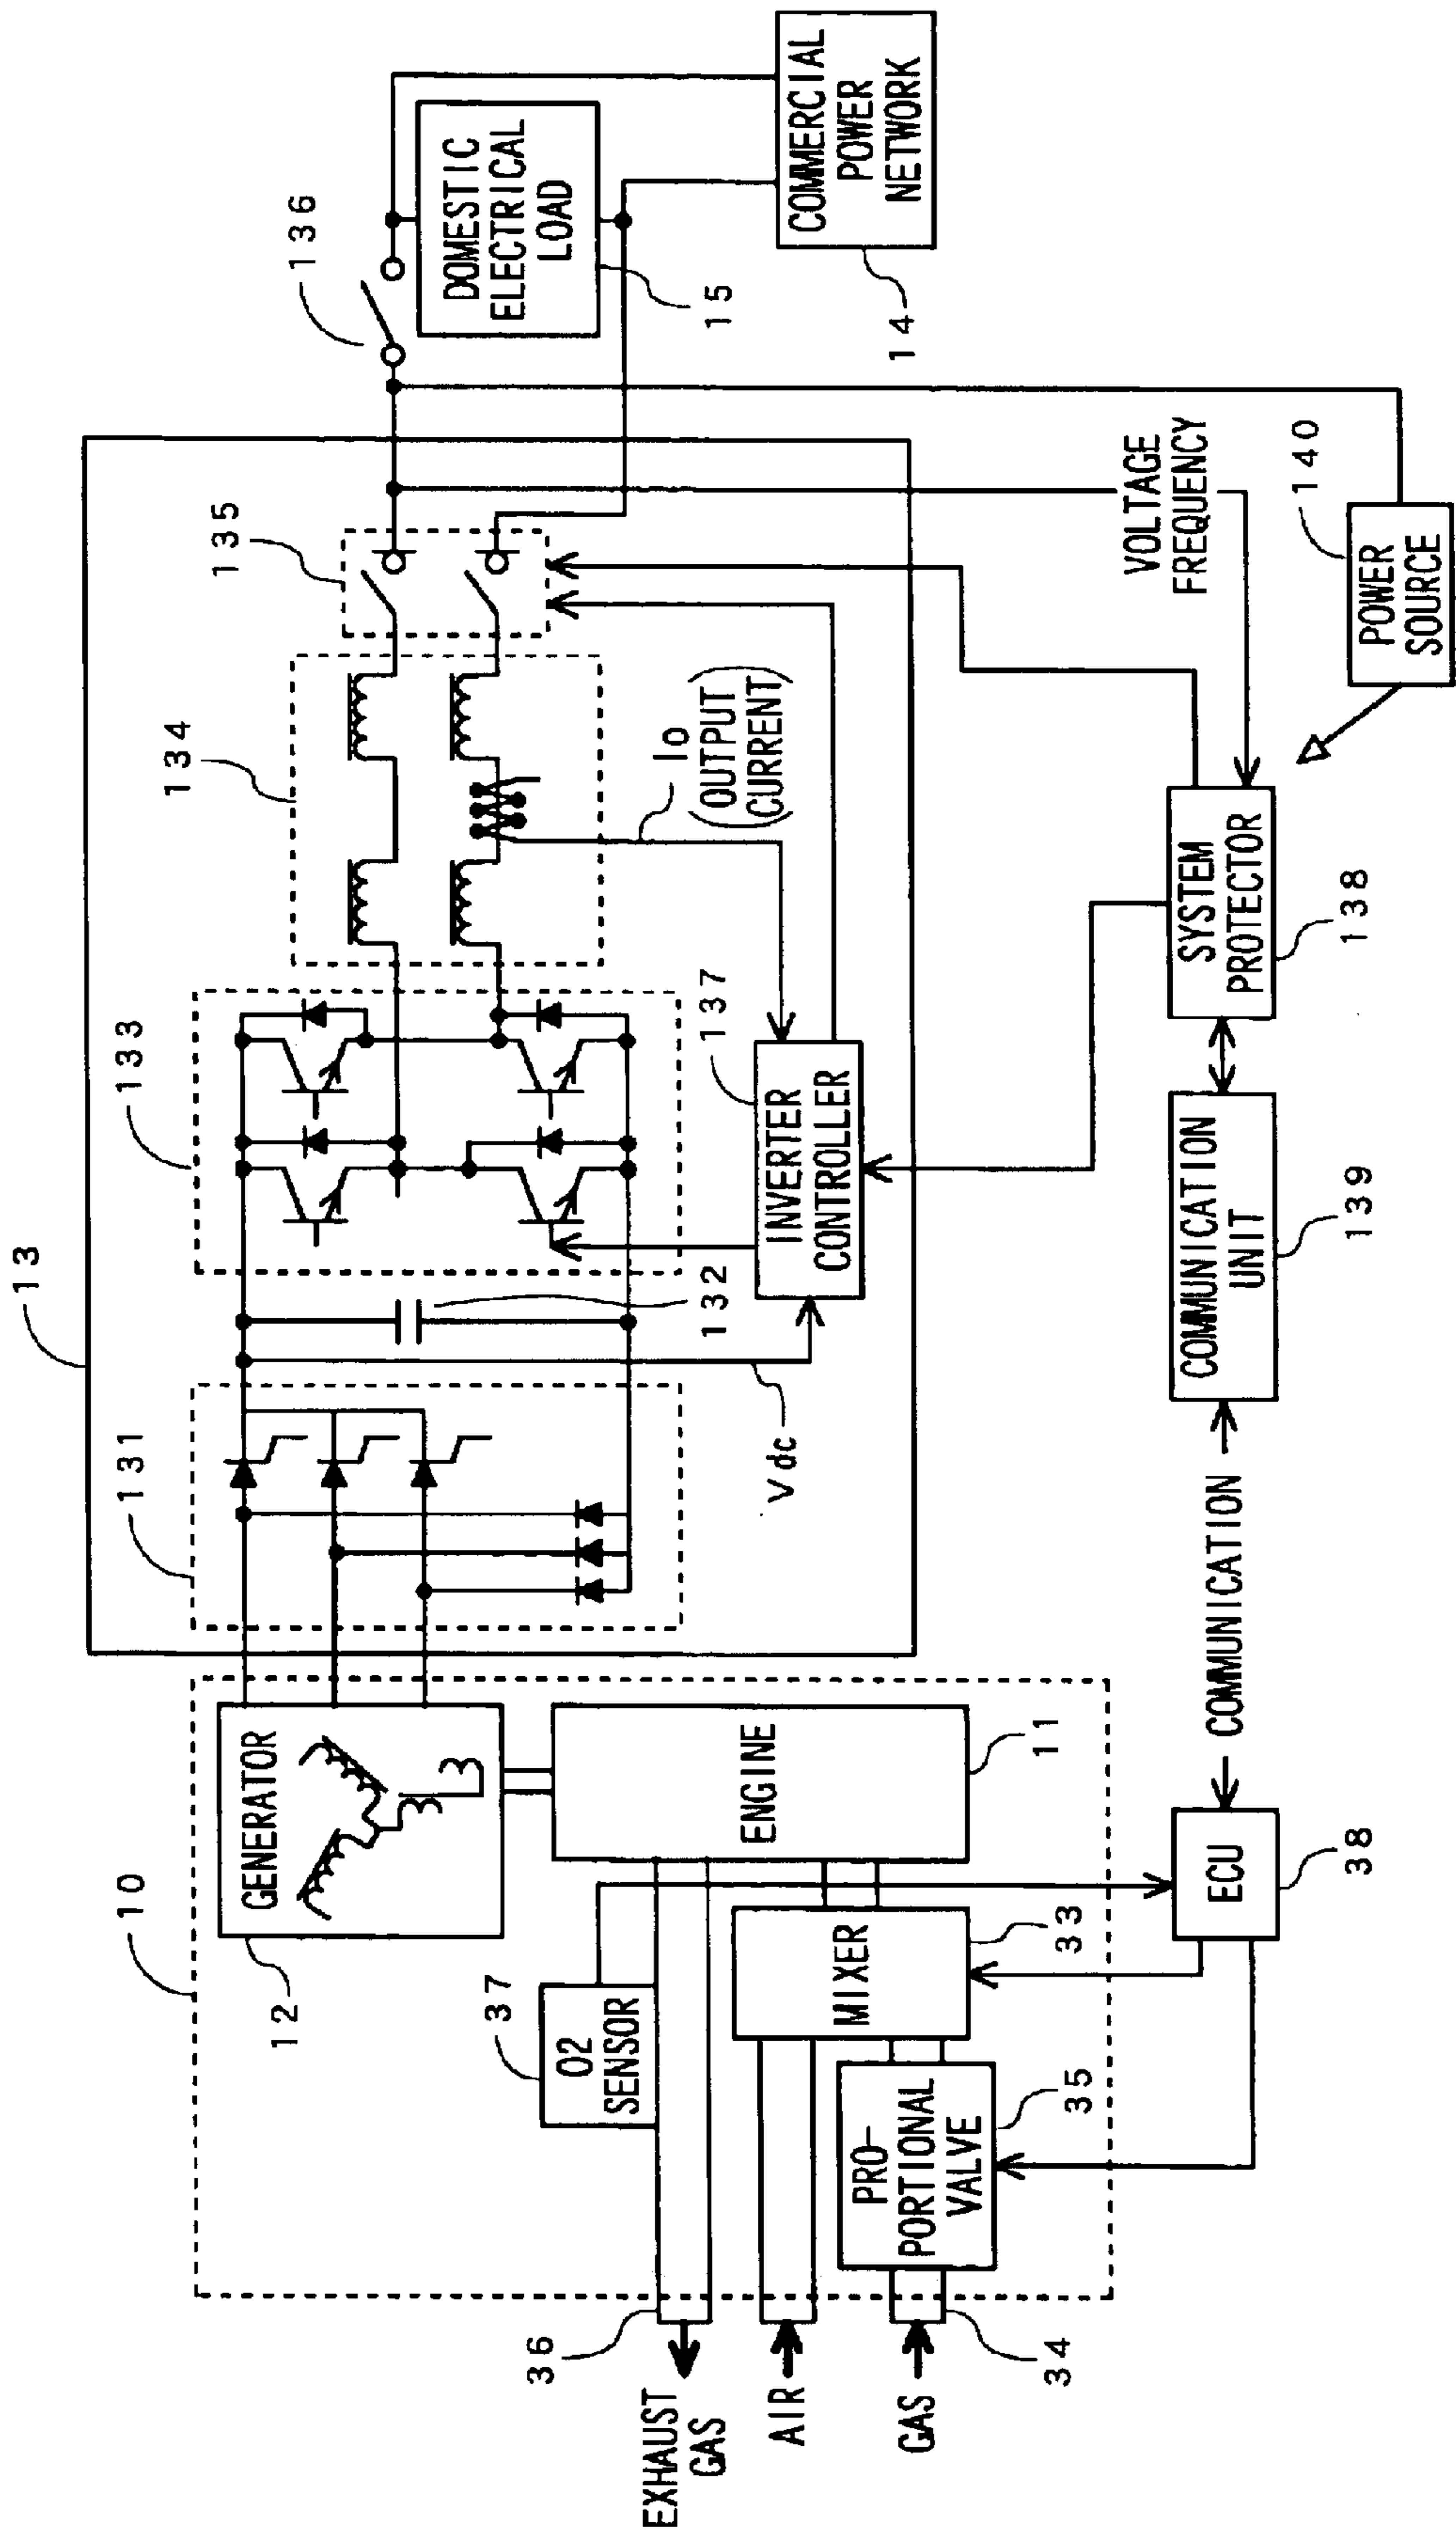 10
12
GENERATOR
ENGINE
11
37
O2
SENSOR
MIXER
33
PRO-
PORTIONAL
VALVE
35
36
EXHAUST
GAS
AIR
GAS
34
ECU
38
COMMUNICATION
13
131
Vdc
132
133
INVERTER
CONTROLLER
137
134
Io
(OUTPUT
CURRENT)
135
136
DOMESTIC
ELECTRICAL
LOAD
15
COMMERCIAL
POWER
NETWORK
14
COMMUNICATION
UNIT
139
SYSTEM
PROTECTOR
138
VOLTAGE
FREQUENCY
POWER
SOURCE
140